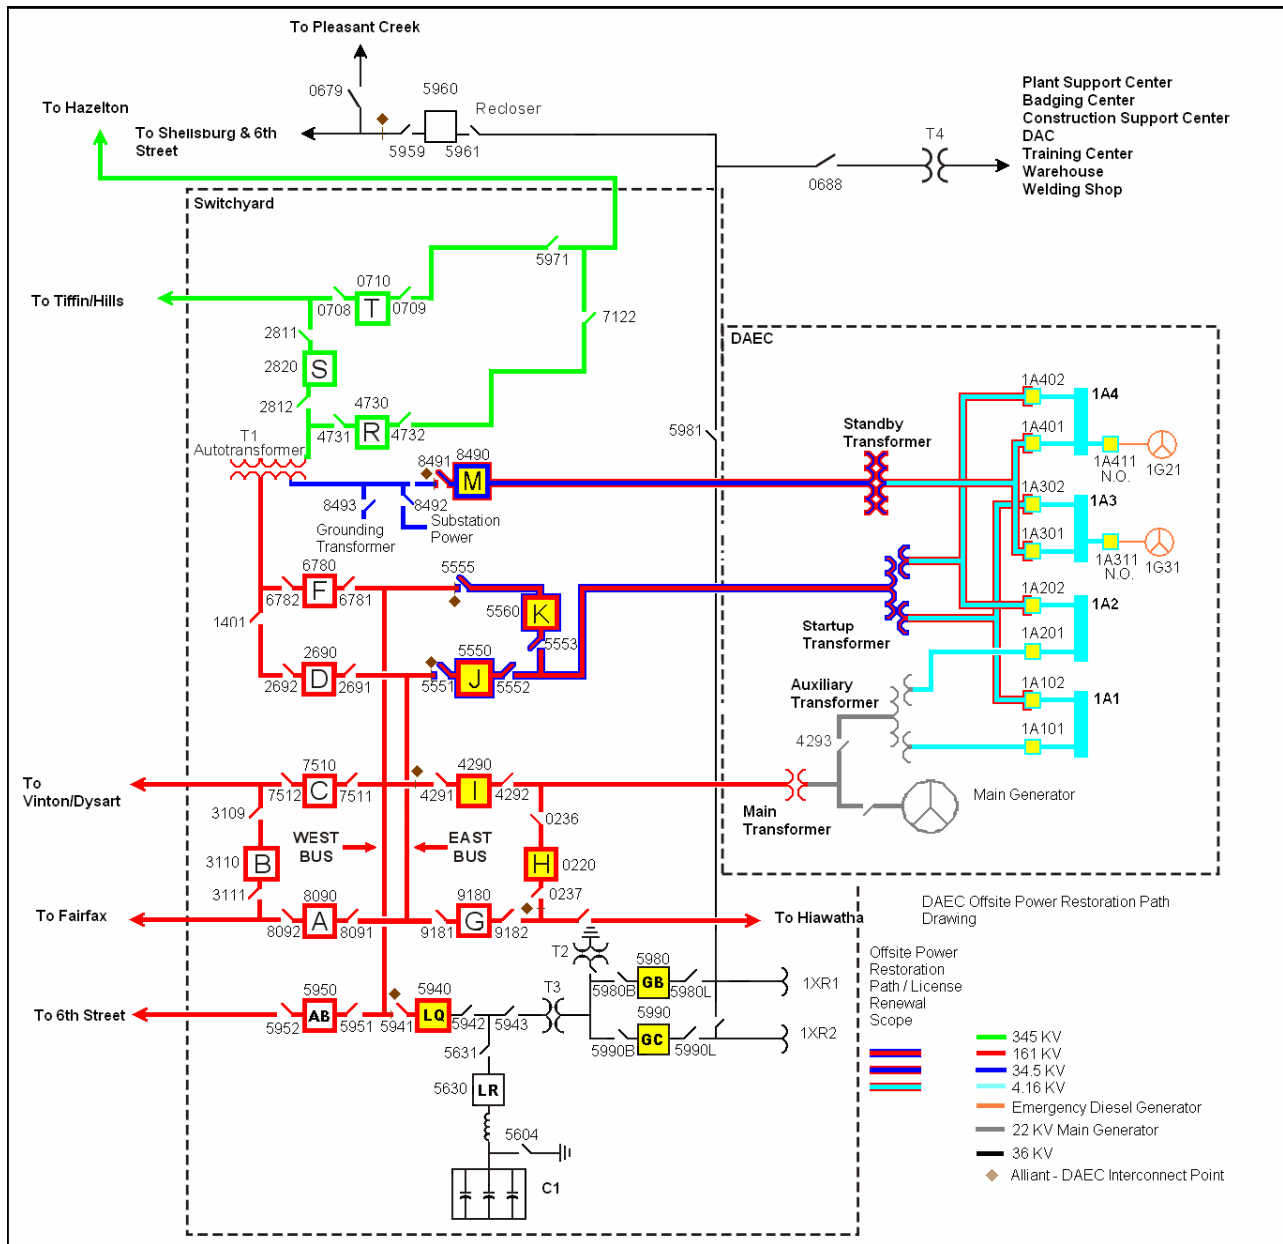 To Pleasant Creek
0679
5960
Recloser
To Hazelton
To Shellsburg & 6th
Street
5959
5961
Plant Support Center
Badging Center
Construction Support Center
DAC
Training Center
Warehouse
Welding Shop
T4
0688
Switchyard
5971
To Tiffin/Hills
0710
T
0708
0709
7122
2811
2820
S
2812
4730
R
4731
4732
T1
Autotransformer
5981
DAEC
1A402
1A4
1A401
1A411
N.O.
1G21
Standby
Transformer
8491
8490
M
8493
8492
Grounding
Transformer
Substation
Power
1A302
1A3
1A301
1A311
N.O.
1G31
6780
F
6782
6781
5555
5560
K
5553
1401
1A202
1A2
1A201
Startup
Transformer
2690
D
2692
2691
5550
J
5551
5552
Auxiliary
Transformer
1A102
1A1
1A101
4293
To
Vinton/Dysart
7510
C
7512
7511
4290
I
4291
4292
Main
Transformer
Main Generator
3109
3110
B
3111
WEST
BUS
EAST
BUS
0236
H
0220
0237
To Fairfax
8090
A
8092
8091
9180
G
9181
9182
To Hiawatha
DAEC Offsite Power Restoration Path
Drawing
T2
5980
GB
5980B
5980L
1XR1
To 6th Street
5950
AB
5952
5951
5940
LQ
5941
5942
5943
T3
5990
GC
5990B
5990L
1XR2
5631
5630
LR
5604
C1
Offsite Power
Restoration
Path / License
Renewal
Scope
345 KV
161 KV
34.5 KV
4.16 KV
Emergency Diesel Generator
22 KV Main Generator
36 KV
Alliant - DAEC Interconnect Point